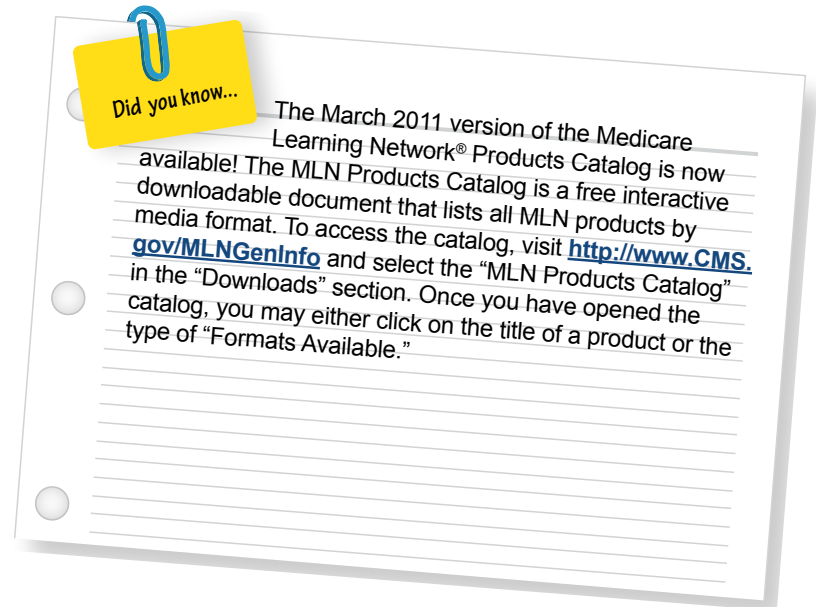 Did you know...
The March 2011 version of the Medicare
Learning Network® Products Catalog is now
available! The MLN Products Catalog is a free interactive
downloadable document that lists all MLN products by
media format. To access the catalog, visit http://www.CMS.
gov/MLNGenInfo and select the “MLN Products Catalog”
in the “Downloads” section. Once you have opened the
catalog, you may either click on the title of a product or the
type of “Formats Available.”